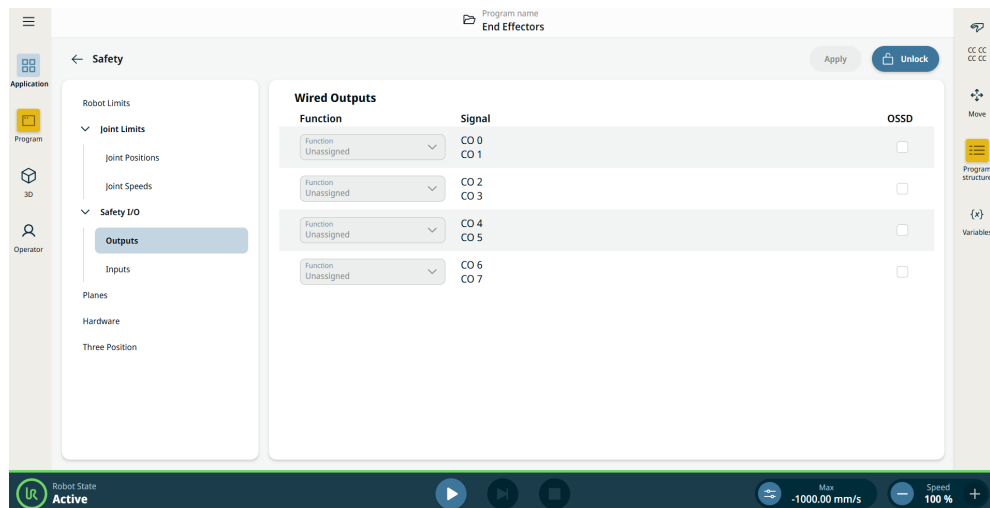 Program name
End Effectors
Safety
Apply
Unlock
Application
Program
3D
Operator
Robot Limits
Joint Limits
Joint Positions
Joint Speeds
Safety I/O
Outputs
Inputs
Planes
Hardware
Three Position
Wired Outputs
Function Signal OSSD
Function
Unassigned
CO 0
CO 1
Function
Unassigned
CO 2
CO 3
Function
Unassigned
CO 4
CO 5
Function
Unassigned
CO 6
CO 7
CC CC
CC CC
Move
Program
structure
{x}
Variables
UR
Robot State
Active
Max
-1000.00 mm/s
Speed
100 %